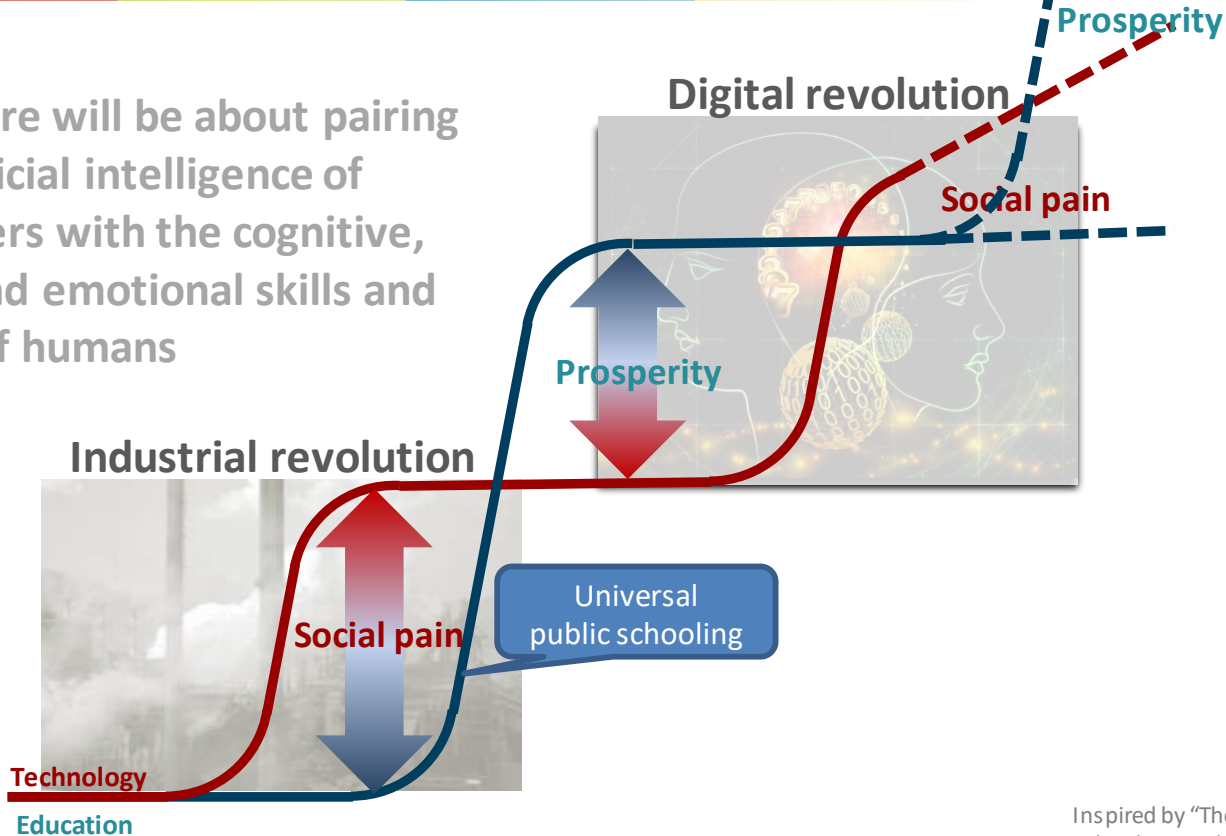 Prosperity
Digital revolution
re will be about pairing
icial intelligence of
ers with the cognitive,
nd emotional skills and
f humans
Social pain
Prosperity
Industrial revolution
Universal
public schooling
Social pain
Technology
Education
Inspired by “The